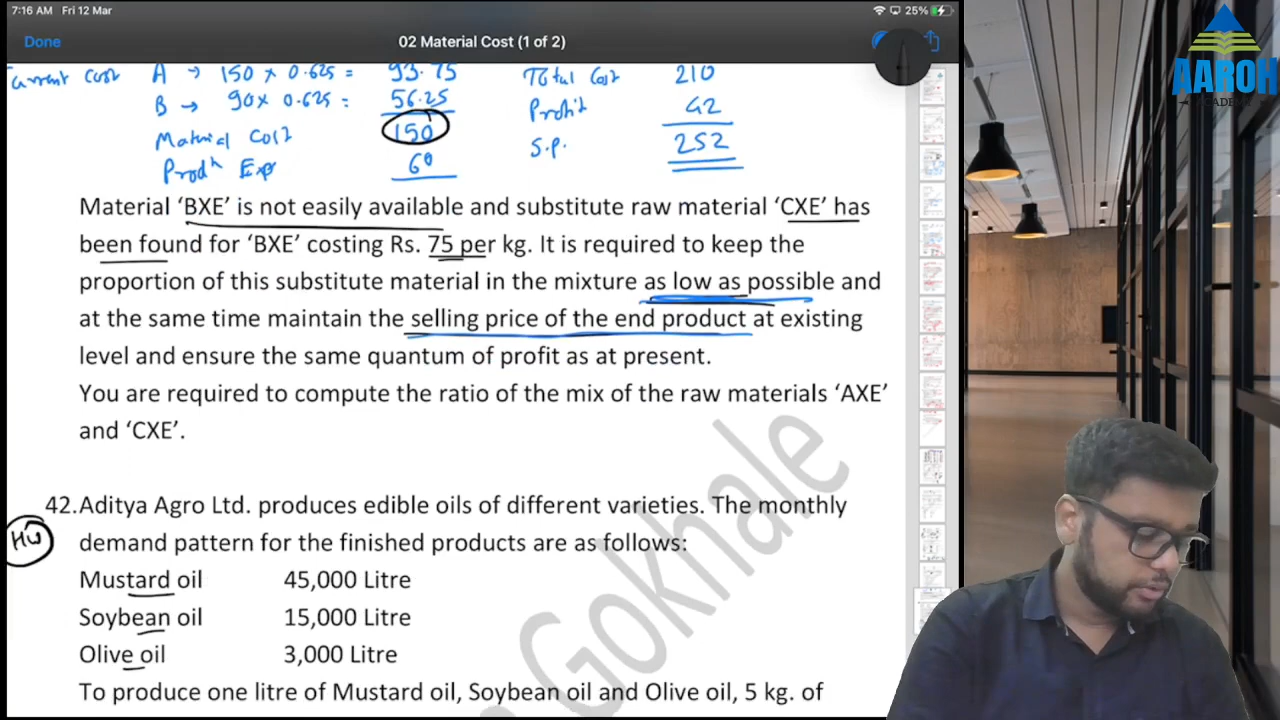 7:16 AM Fri 12 Mar
25%
Done
02 Material Cost (1 of 2)
AAROH
Current cost A → 150 x 0.625 = 93.75
B → 90 x 0.625 = 56.25
Material Cost 150
Prodn Exp 60
Total Cost 210
Profit 42
S.P. 252
Material ‘BXE’ is not easily available and substitute raw material ‘CXE’ has
been found for ‘BXE’ costing Rs. 75 per kg. It is required to keep the
proportion of this substitute material in the mixture as low as possible and
at the same time maintain the selling price of the end product at existing
level and ensure the same quantum of profit as at present.
You are required to compute the ratio of the mix of the raw materials ‘AXE’
and ‘CXE’.
Gokhale
HW
42. Aditya Agro Ltd. produces edible oils of different varieties. The monthly
demand pattern for the finished products are as follows:
Mustard oil 45,000 Litre
Soybean oil 15,000 Litre
Olive oil 3,000 Litre
To produce one litre of Mustard oil, Soybean oil and Olive oil, 5 kg. of